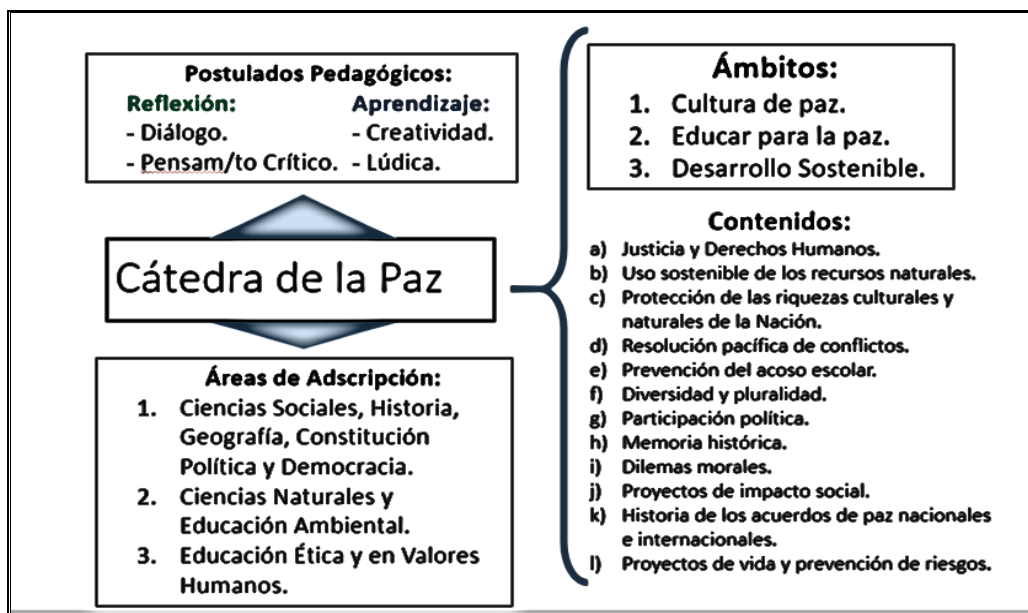 Postulados Pedagógicos:
Reflexión: Aprendizaje:
- Diálogo. - Creatividad.
- Pensam/to Crítico. - Lúdica.
Cátedra de la Paz
Áreas de Adscripción:
1. Ciencias Sociales, Historia,
Geografía, Constitución
Política y Democracia.
2. Ciencias Naturales y
Educación Ambiental.
3. Educación Ética y en Valores
Humanos.
Ámbitos:
1. Cultura de paz.
2. Educar para la paz.
3. Desarrollo Sostenible.
Contenidos:
a) Justicia y Derechos Humanos.
b) Uso sostenible de los recursos naturales.
c) Protección de las riquezas culturales y
naturales de la Nación.
d) Resolución pacífica de conflictos.
e) Prevención del acoso escolar.
f) Diversidad y pluralidad.
g) Participación política.
h) Memoria histórica.
i) Dilemas morales.
j) Proyectos de impacto social.
k) Historia de los acuerdos de paz nacionales
e internacionales.
l) Proyectos de vida y prevención de riesgos.